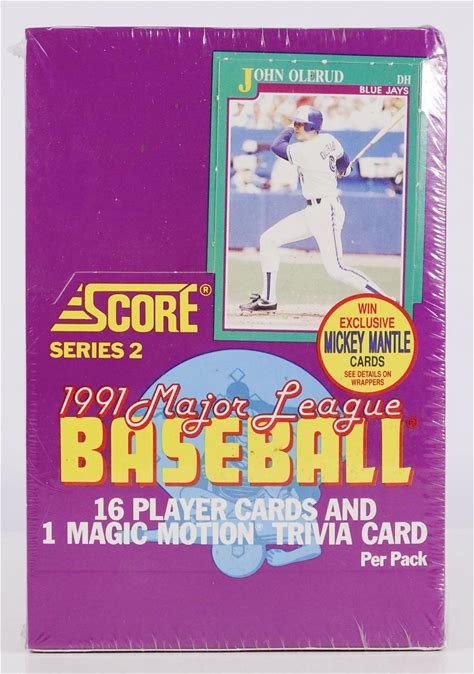 JOHN OLERUD
DH
BLUE JAYS
SCORE®
SERIES 2
WIN
EXCLUSIVE
MICKEY MANTLE
CARDS
SEE DETAILS ON
WRAPPERS
1991 Major League
BASEBALL®
16 PLAYER CARDS AND
1 MAGIC MOTION® TRIVIA CARD
Per Pack